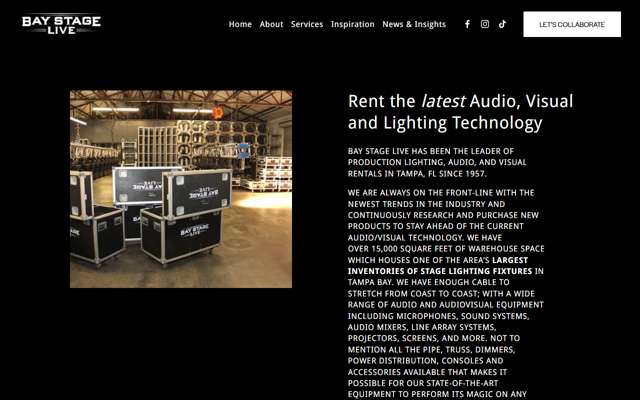 BAY STAGE
LIVE
Home About Services Inspiration News & Insights
LET'S COLLABORATE
BAY STAGE
LIVE
BAY STAGE
BAY STAGE
LIVE
Rent the latest Audio, Visual
and Lighting Technology
BAY STAGE LIVE HAS BEEN THE LEADER OF
PRODUCTION LIGHTING, AUDIO, AND VISUAL
RENTALS IN TAMPA, FL SINCE 1957.
WE ARE ALWAYS ON THE FRONT-LINE WITH THE
NEWEST TRENDS IN THE INDUSTRY AND
CONTINUOUSLY RESEARCH AND PURCHASE NEW
PRODUCTS TO STAY AHEAD OF THE CURRENT
AUDIO/VISUAL TECHNOLOGY. WE HAVE
OVER 15,000 SQUARE FEET OF WAREHOUSE SPACE
WHICH HOUSES ONE OF THE AREA'S LARGEST
INVENTORIES OF STAGE LIGHTING FIXTURES IN
TAMPA BAY. WE HAVE ENOUGH CABLE TO
STRETCH FROM COAST TO COAST; WITH A WIDE
RANGE OF AUDIO AND AUDIOVISUAL EQUIPMENT
INCLUDING MICROPHONES, SOUND SYSTEMS,
AUDIO MIXERS, LINE ARRAY SYSTEMS,
PROJECTORS, SCREENS, AND MORE. NOT TO
MENTION ALL THE PIPE, TRUSS, DIMMERS,
POWER DISTRIBUTION, CONSOLES AND
ACCESSORIES AVAILABLE THAT MAKES IT
POSSIBLE FOR OUR STATE-OF-THE-ART
EQUIPMENT TO PERFORM ITS MAGIC ON ANY